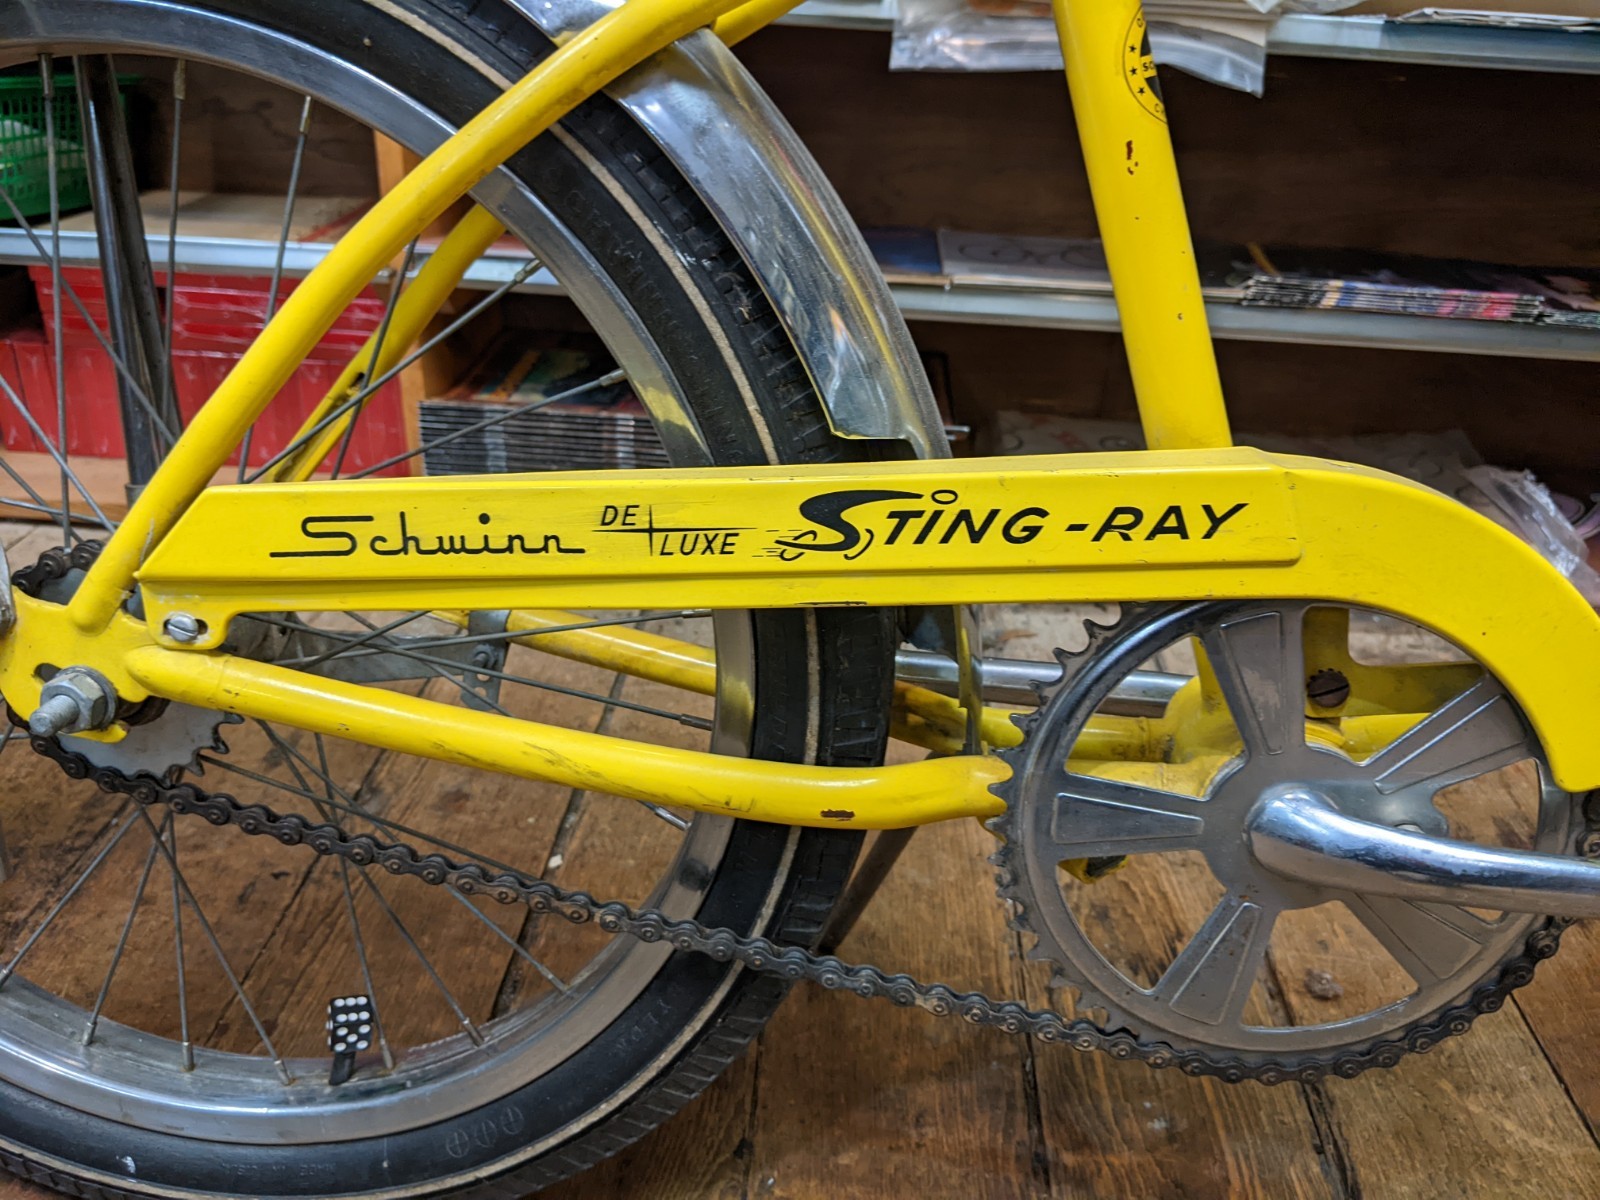 Schwinn DE LUXE STING-RAY